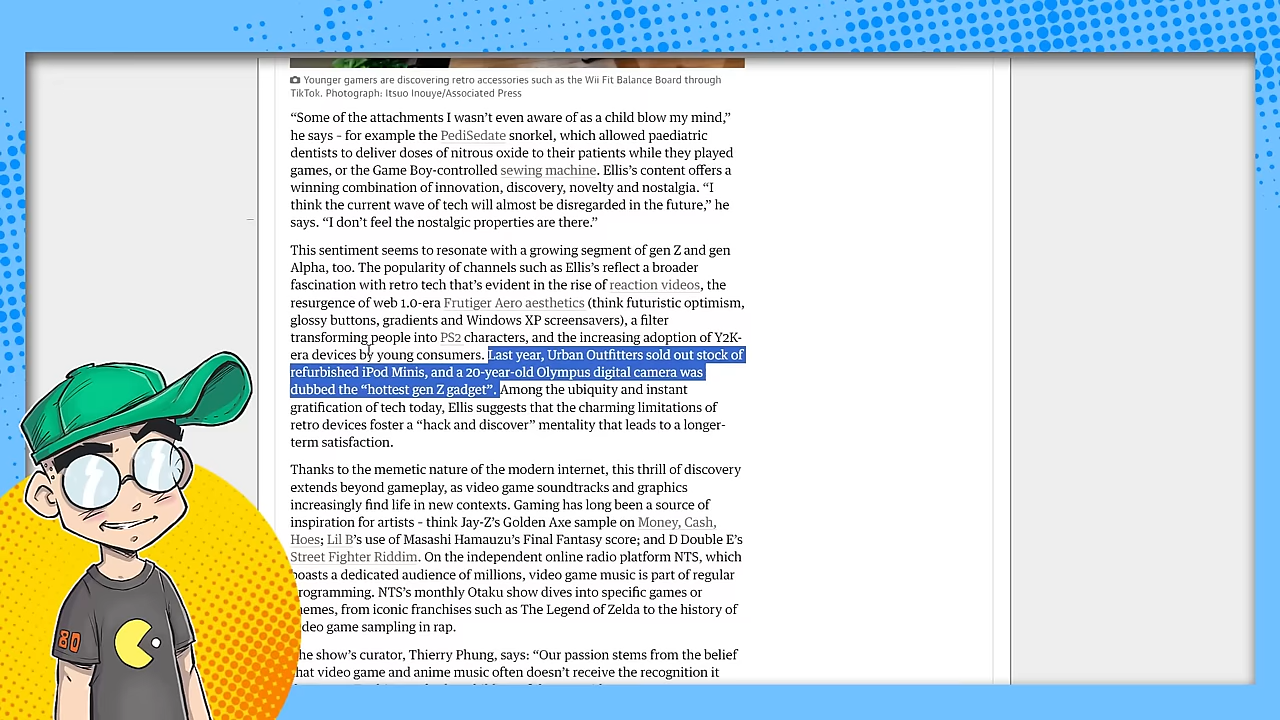 Younger gamers are discovering retro accessories such as the Wii Fit Balance Board through
TikTok. Photograph: Itsuo Inouye/Associated Press
“Some of the attachments I wasn’t even aware of as a child blow my mind,”
he says – for example the PediSedate snorkel, which allowed paediatric
dentists to deliver doses of nitrous oxide to their patients while they played
games, or the Game Boy-controlled sewing machine. Ellis’s content offers a
winning combination of innovation, discovery, novelty and nostalgia. “I
think the current wave of tech will almost be disregarded in the future,” he
says. “I don’t feel the nostalgic properties are there.”
This sentiment seems to resonate with a growing segment of gen Z and gen
Alpha, too. The popularity of channels such as Ellis’s reflect a broader
fascination with retro tech that’s evident in the rise of reaction videos, the
resurgence of web 1.0-era Frutiger Aero aesthetics (think futuristic optimism,
glossy buttons, gradients and Windows XP screensavers), a filter
transforming people into PS2 characters, and the increasing adoption of Y2K-
era devices by young consumers. Last year, Urban Outfitters sold out stock of
refurbished iPod Minis, and a 20-year-old Olympus digital camera was
dubbed the “hottest gen Z gadget”. Among the ubiquity and instant
gratification of tech today, Ellis suggests that the charming limitations of
retro devices foster a “hack and discover” mentality that leads to a longer-
term satisfaction.
Thanks to the memetic nature of the modern internet, this thrill of discovery
extends beyond gameplay, as video game soundtracks and graphics
increasingly find life in new contexts. Gaming has long been a source of
inspiration for artists – think Jay-Z’s Golden Axe sample on Money, Cash,
Hoes; Lil B’s use of Masashi Hamauzu’s Final Fantasy score; and D Double E’s
Street Fighter Riddim. On the independent online radio platform NTS, which
boasts a dedicated audience of millions, video game music is part of regular
programming. NTS’s monthly Otaku show dives into specific games or
themes, from iconic franchises such as The Legend of Zelda to the history of
video game sampling in rap.
The show’s curator, Thierry Phung, says: “Our passion stems from the belief
that video game and anime music often doesn’t receive the recognition it
80